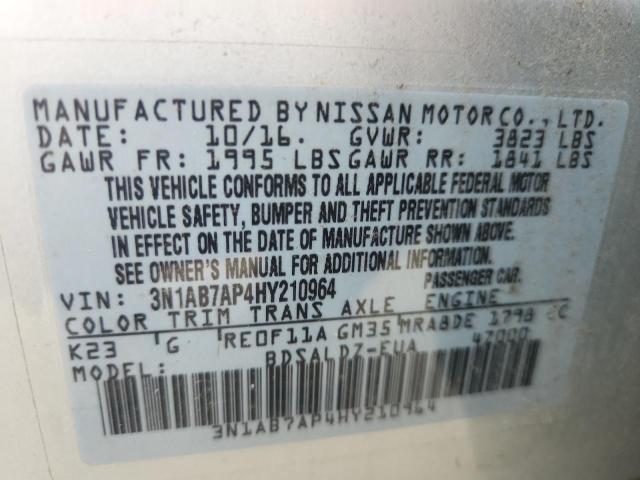 MANUFACTURED BY NISSAN MOTOR CO., LTD.
DATE: 10/16. GVWR: 3823 LBS
GAWR FR: 1995 LBS GAWR RR: 1841 LBS
THIS VEHICLE CONFORMS TO ALL APPLICABLE FEDERAL MOTOR
VEHICLE SAFETY, BUMPER AND THEFT PREVENTION STANDARDS
IN EFFECT ON THE DATE OF MANUFACTURE SHOWN ABOVE.
SEE OWNER'S MANUAL FOR ADDITIONAL INFORMATION.
VIN: 3N1AB7AP4HY210964 PASSENGER CAR.
COLOR TRIM TRANS AXLE ENGINE
K23 G RE0F11A GM35 MRA8DE 1798 CC
MODEL: BDSALDZ-EUA 47000
3N1AB7AP4HY210964